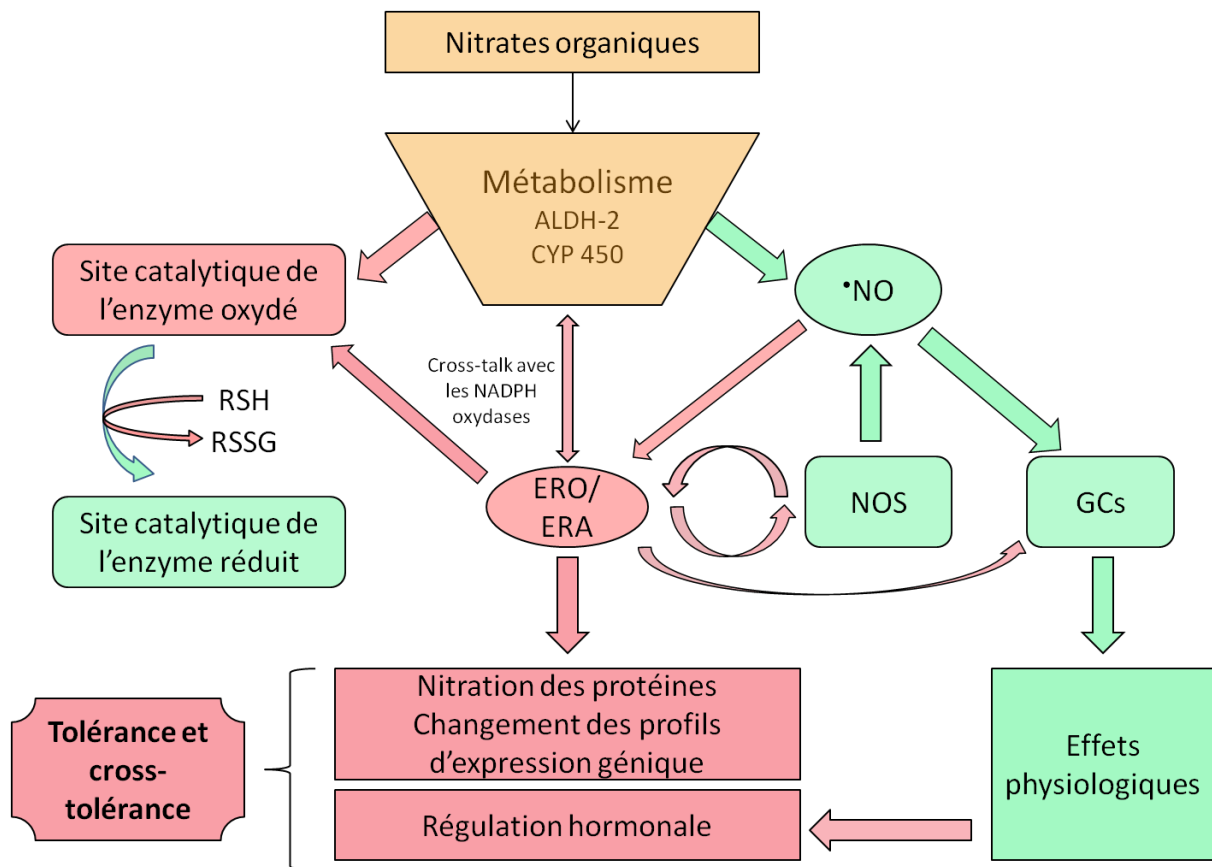 Nitrates organiques
Métabolisme
ALDH-2
CYP 450
Site catalytique de
l’enzyme oxydé
•NO
Cross-talk avec
les NADPH
oxydases
RSH
RSSG
ERO/
ERA
NOS
GCs
Site catalytique de
l’enzyme réduit
Nitration des protéines
Changement des profils
d’expression génique
Tolérance et
cross-
tolérance
Régulation hormonale
Effets
physiologiques